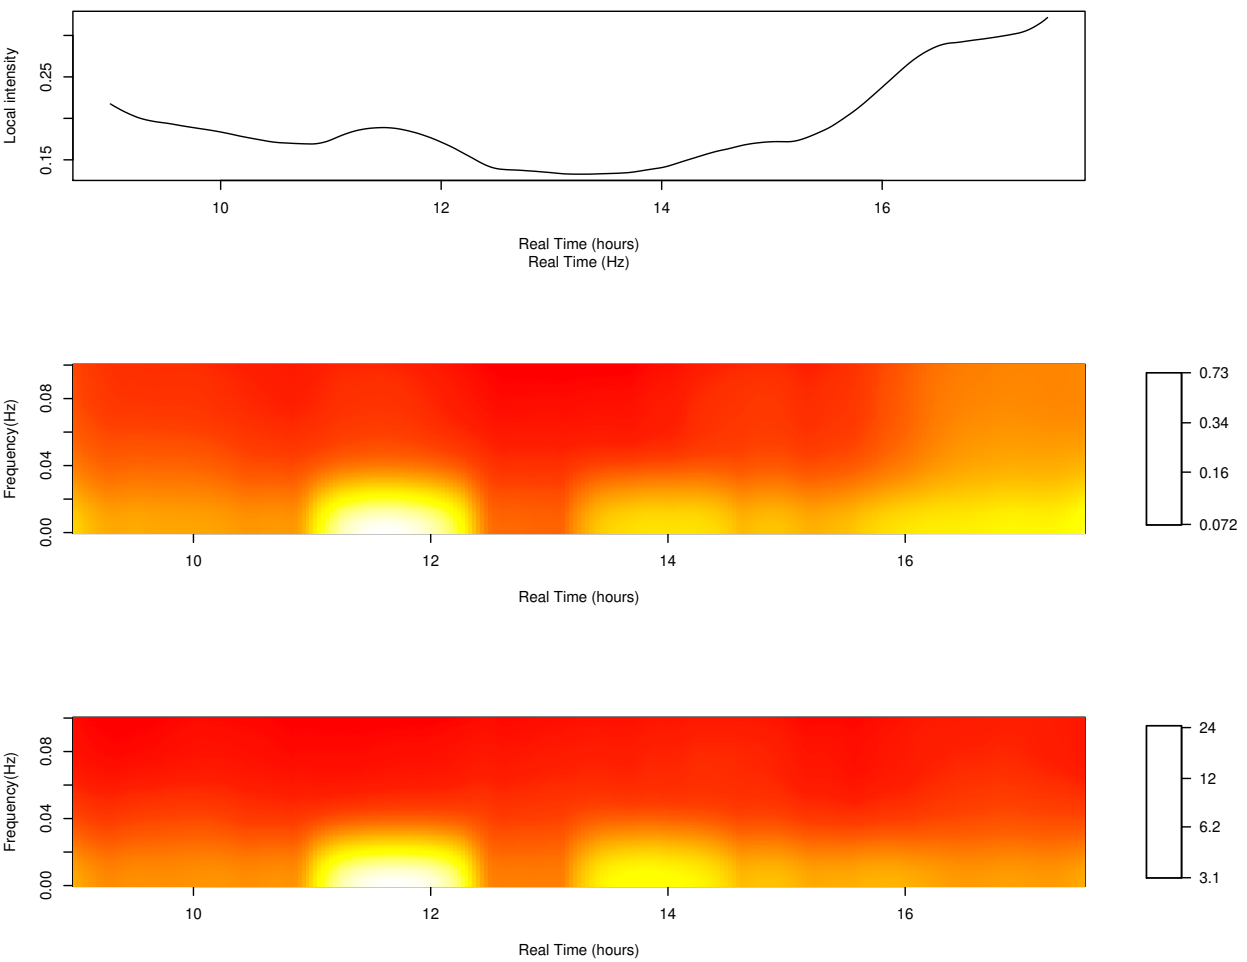 Local intensity
0.25
0.15
10 12 14 16
Real Time (hours)
Real Time (Hz)
Frequency(Hz)
0.08
0.04
0.00
10 12 14 16
Real Time (hours)
0.73
0.34
0.16
0.072
Frequency(Hz)
0.08
0.04
0.00
10 12 14 16
Real Time (hours)
24
12
6.2
3.1